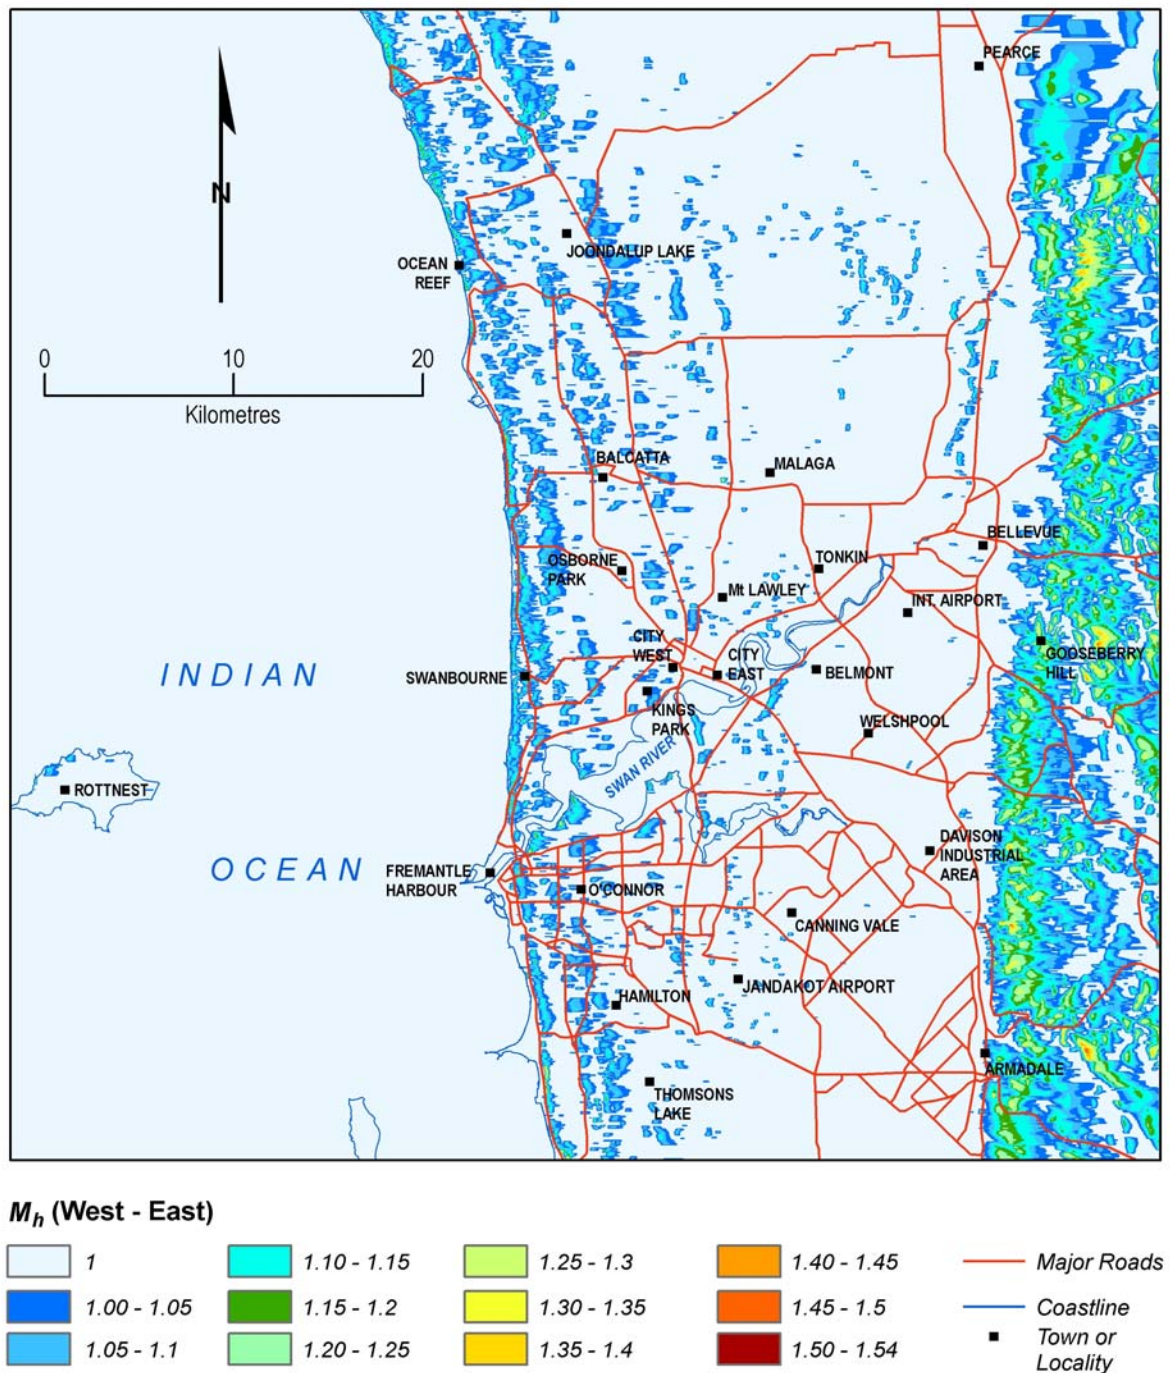 PEARCE
N
JOONDALUP LAKE
OCEAN
REEF
0
10
20
Kilometres
BALCATTA
MALAGA
BELLEVUE
OSBORNE
PARK
TONKIN
Mt LAWLEY
INT. AIRPORT
CITY
WEST
CITY
EAST
GOOSEBERRY
HILL
INDIAN
SWANBOURNE
BELMONT
KINGS
PARK
WELSHPOOL
SWAN RIVER
ROTTNEST
DAVISON
INDUSTRIAL
AREA
OCEAN
FREMANTLE
HARBOUR
O'CONNOR
CANNING VALE
JANDAKOT AIRPORT
HAMILTON
ARMADALE
THOMSONS
LAKE
Mh (West - East)
1
1.00 - 1.05
1.05 - 1.1
1.10 - 1.15
1.15 - 1.2
1.20 - 1.25
1.25 - 1.3
1.30 - 1.35
1.35 - 1.4
1.40 - 1.45
1.45 - 1.5
1.50 - 1.54
Major Roads
Coastline
Town or
Locality